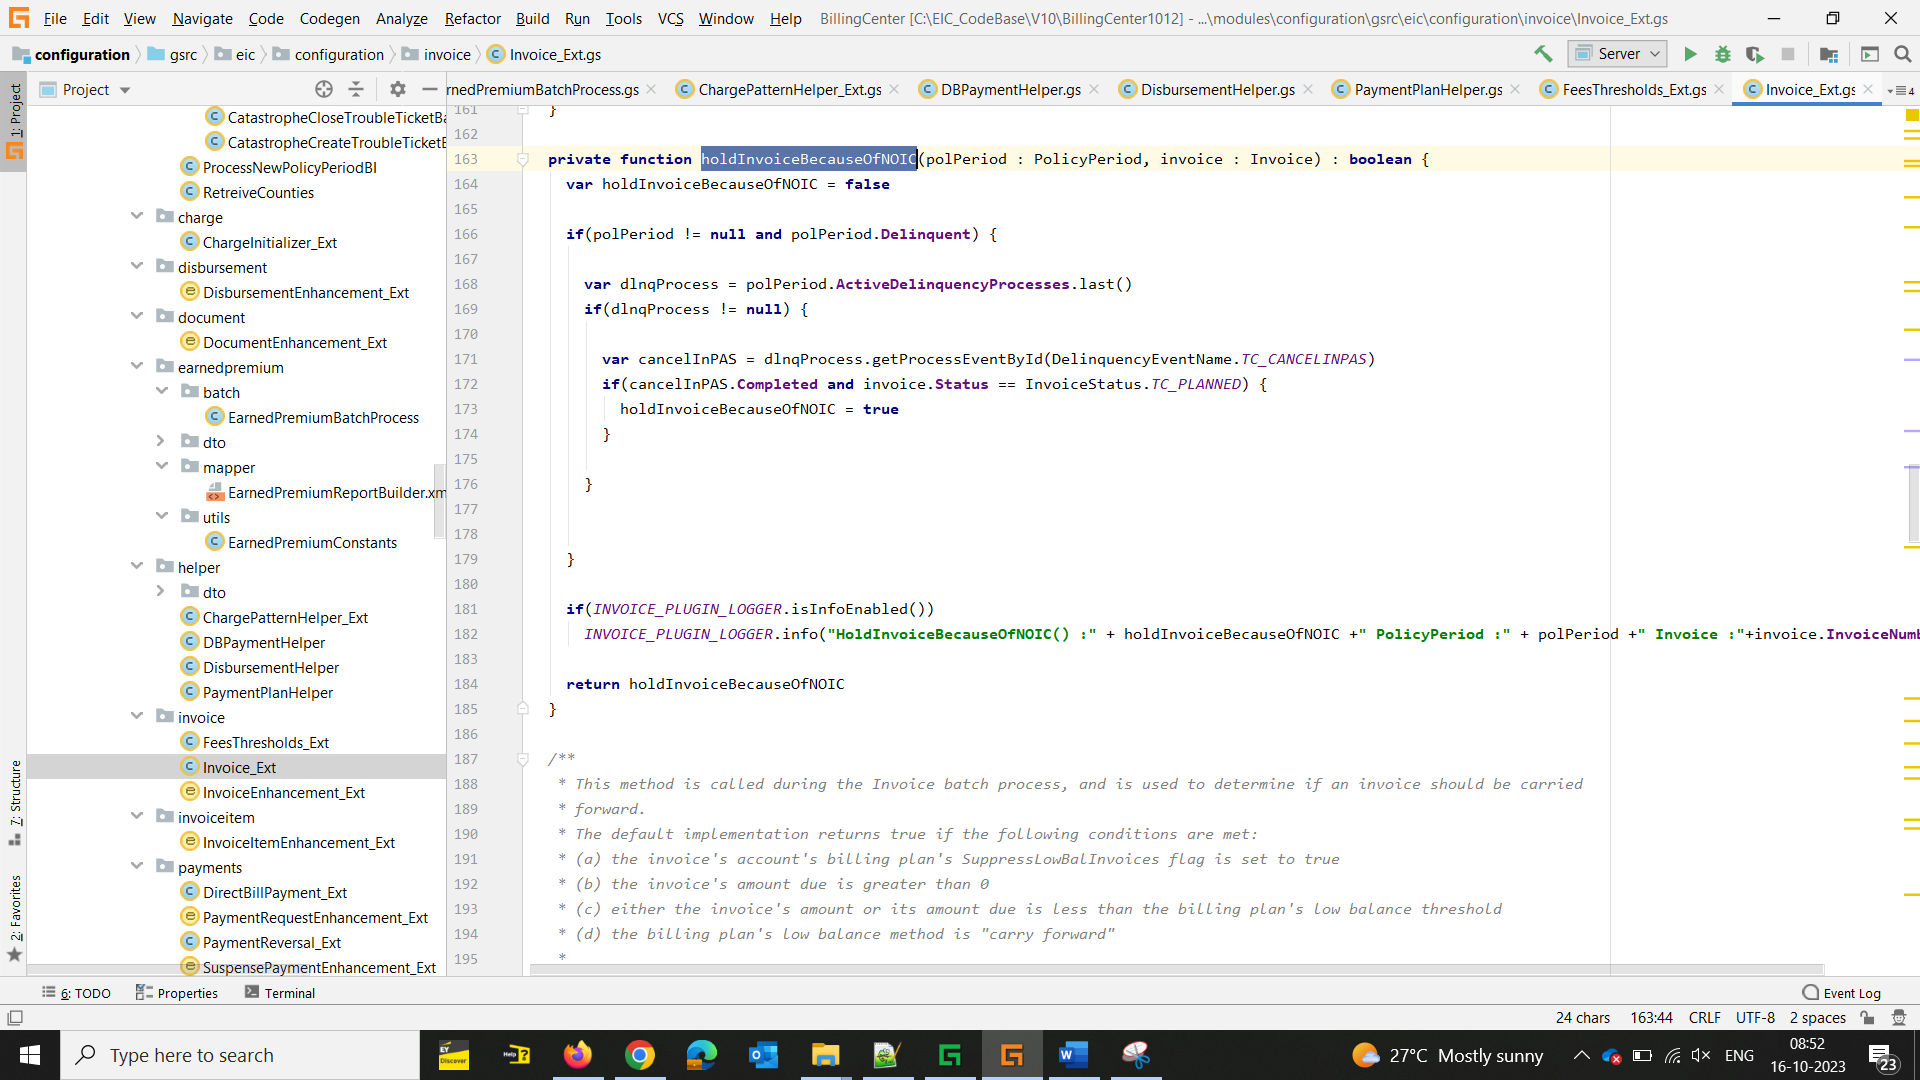 File Edit View Navigate Code Codegen Analyze Refactor Build Run Tools VCS Window Help BillingCenter [C:\EIC_CodeBase\V10\BillingCenter1012] - ...\modules\configuration\gsrc\eic\configuration\invoice\Invoice_Ext.gs
configuration gsrc eic configuration invoice Invoice_Ext.gs Server
Project rnedPremiumBatchProcess.gs ChargePatternHelper_Ext.gs DBPaymentHelper.gs DisbursementHelper.gs PaymentPlanHelper.gs FeesThresholds_Ext.gs Invoice_Ext.gs 4
1: Project
7: Structure
2: Favorites
CatastropheCloseTroubleTicketBa
CatastropheCreateTroubleTicketE
ProcessNewPolicyPeriodBI
RetreiveCounties
charge
ChargeInitializer_Ext
disbursement
DisbursementEnhancement_Ext
document
DocumentEnhancement_Ext
earnedpremium
batch
EarnedPremiumBatchProcess
dto
mapper
EarnedPremiumReportBuilder.xm
utils
EarnedPremiumConstants
helper
dto
ChargePatternHelper_Ext
DBPaymentHelper
DisbursementHelper
PaymentPlanHelper
invoice
FeesThresholds_Ext
Invoice_Ext
InvoiceEnhancement_Ext
invoiceitem
InvoiceItemEnhancement_Ext
payments
DirectBillPayment_Ext
PaymentRequestEnhancement_Ext
PaymentReversal_Ext
SuspensePaymentEnhancement_Ext
161 }
162
163 private function holdInvoiceBecauseOfNOIC(polPeriod : PolicyPeriod, invoice : Invoice) : boolean {
164 var holdInvoiceBecauseOfNOIC = false
165
166 if(polPeriod != null and polPeriod.Delinquent) {
167
168 var dlnqProcess = polPeriod.ActiveDelinquencyProcesses.last()
169 if(dlnqProcess != null) {
170
171 var cancelInPAS = dlnqProcess.getProcessEventById(DelinquencyEventName.TC_CANCELINPAS)
172 if(cancelInPAS.Completed and invoice.Status == InvoiceStatus.TC_PLANNED) {
173 holdInvoiceBecauseOfNOIC = true
174 }
175
176 }
177
178
179 }
180
181 if(INVOICE_PLUGIN_LOGGER.isInfoEnabled())
182 INVOICE_PLUGIN_LOGGER.info("HoldInvoiceBecauseOfNOIC() :" + holdInvoiceBecauseOfNOIC +" PolicyPeriod :" + polPeriod +" Invoice :"+invoice.InvoiceNumb
183
184 return holdInvoiceBecauseOfNOIC
185 }
186
187 /**
188 * This method is called during the Invoice batch process, and is used to determine if an invoice should be carried
189 * forward.
190 * The default implementation returns true if the following conditions are met:
191 * (a) the invoice's account's billing plan's SuppressLowBalInvoices flag is set to true
192 * (b) the invoice's amount due is greater than 0
193 * (c) either the invoice's amount or its amount due is less than the billing plan's low balance threshold
194 * (d) the billing plan's low balance method is "carry forward"
195 *
6: TODO Properties Terminal Event Log
24 chars 163:44 CRLF UTF-8 2 spaces
Type here to search EY Discover Help ? 27°C Mostly sunny ENG 08:52
16-10-2023 23